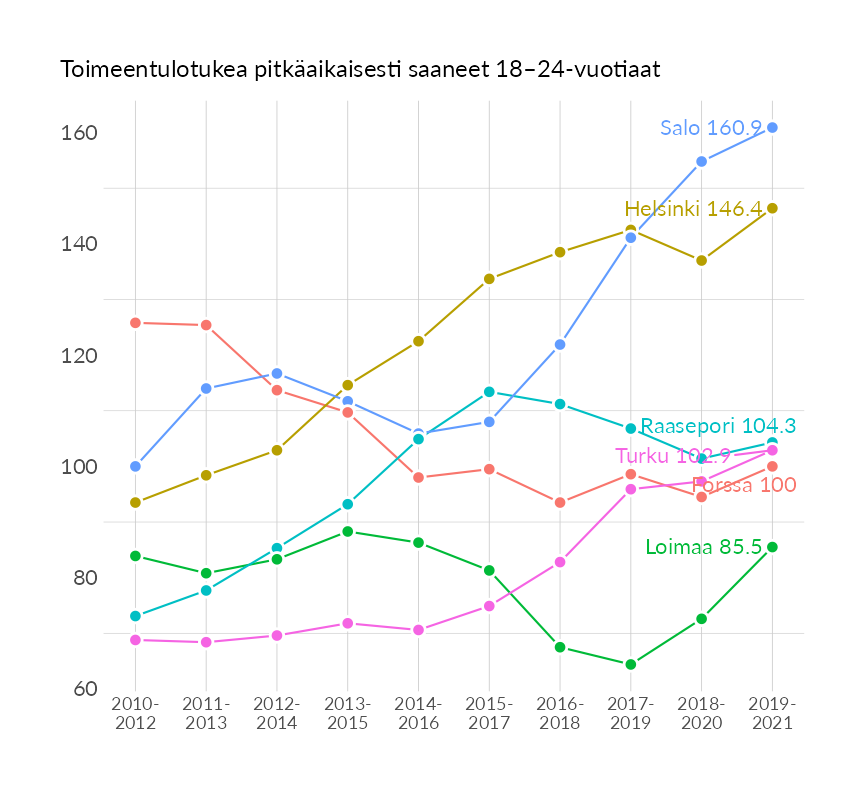 Toimeentulotukea pitkäaikaisesti saaneet 18–24-vuotiaat
160
Salo 160.9
Helsinki 146.4
140
120
Raasepori 104.3
Turku 102.9
100
Forssa 100
Loimaa 85.5
80
60
2010- 2011- 2012- 2013- 2014- 2015- 2016- 2017- 2018- 2019-
2012 2013 2014 2015 2016 2017 2018 2019 2020 2021